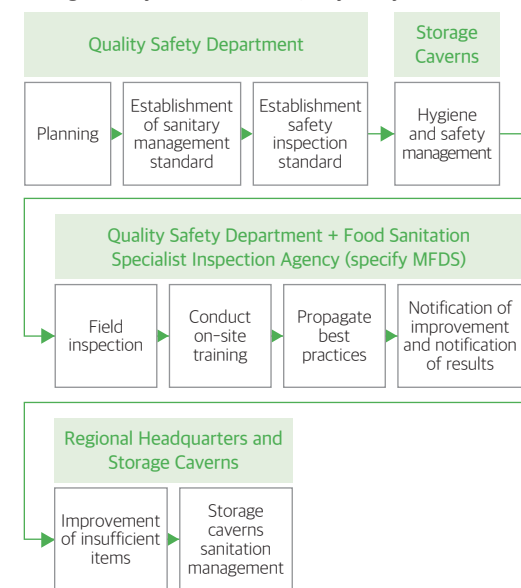 Quality Safety Department
Storage
Caverns
Planning
Establishment
of sanitary
management
standard
Establishment
safety
inspection
standard
Hygiene
and safety
management
Quality Safety Department + Food Sanitation
Specialist Inspection Agency (specify MFDS)
Field
inspection
Conduct
on-site
training
Propagate
best
practices
Notification of
improvement
and notification
of results
Regional Headquarters and
Storage Caverns
Improvement
of insufficient
items
Storage
caverns
sanitation
management